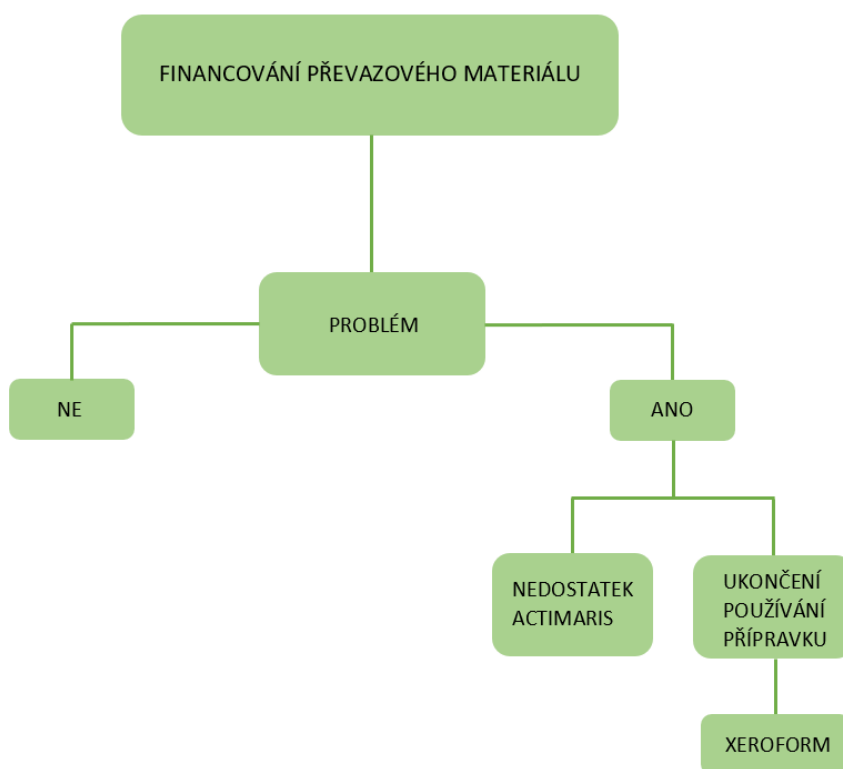 FINANCOVÁNÍ PŘEVAZOVÉHO MATERIÁLU
PROBLÉM
NE
ANO
NEDOSTATEK
ACTIMARIS
UKONČENÍ
POUŽÍVÁNÍ
PŘÍPRAVKU
XEROFORM